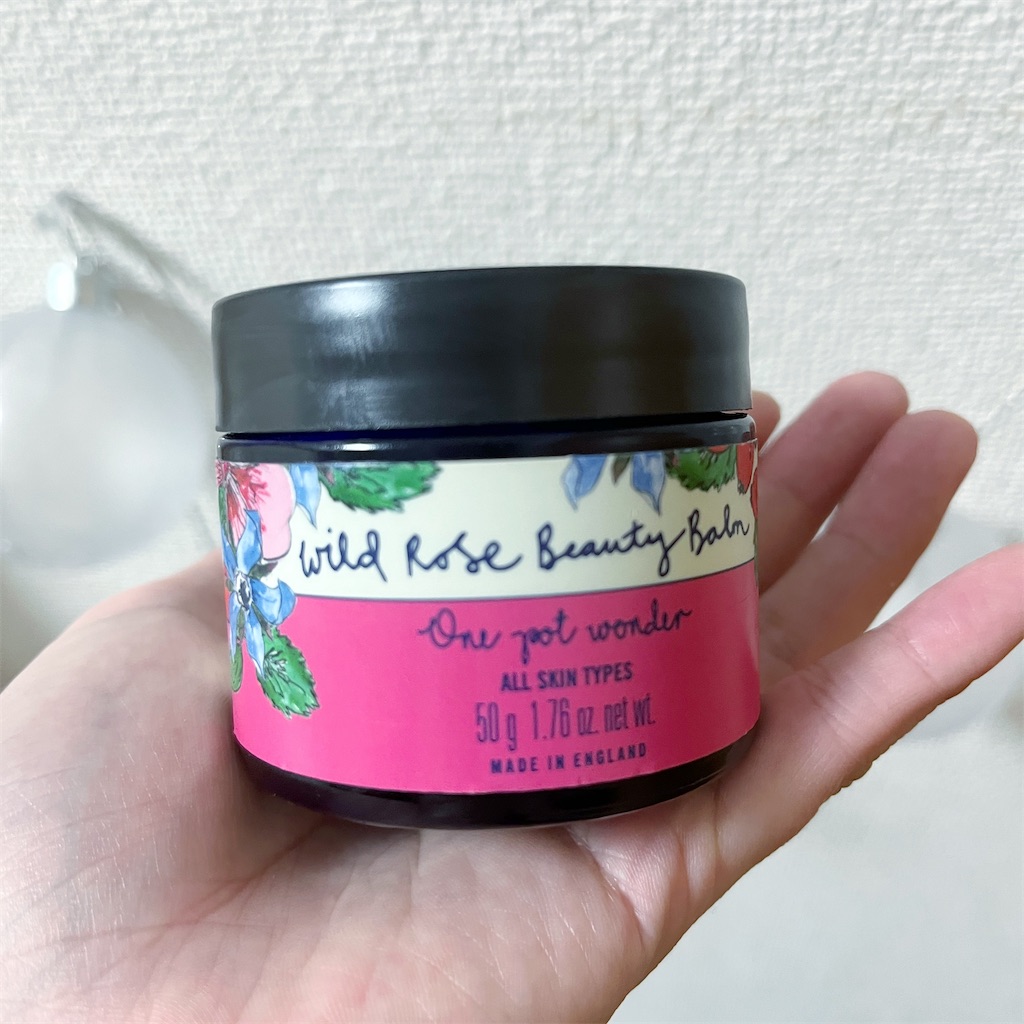 Wild Rose Beauty Balm
One pot wonder
ALL SKIN TYPES
50 g 1.76 oz. net wt.
MADE IN ENGLAND